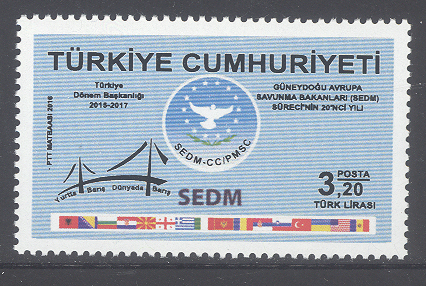 TÜRKİYE CUMHURİYETİ
Türkiye
Dönem Başkanlığı
2016-2017
GÜNEYDOĞU AVRUPA
SAVUNMA BAKANLARI (SEDM)
SÜRECİ'NİN 20'NCİ YILI
SEDM-CC/PMSC
- PTT MATBAASI 2016
Yurtta Barış Dünyada Barış
SEDM
POSTA
3,20
TÜRK LİRASI